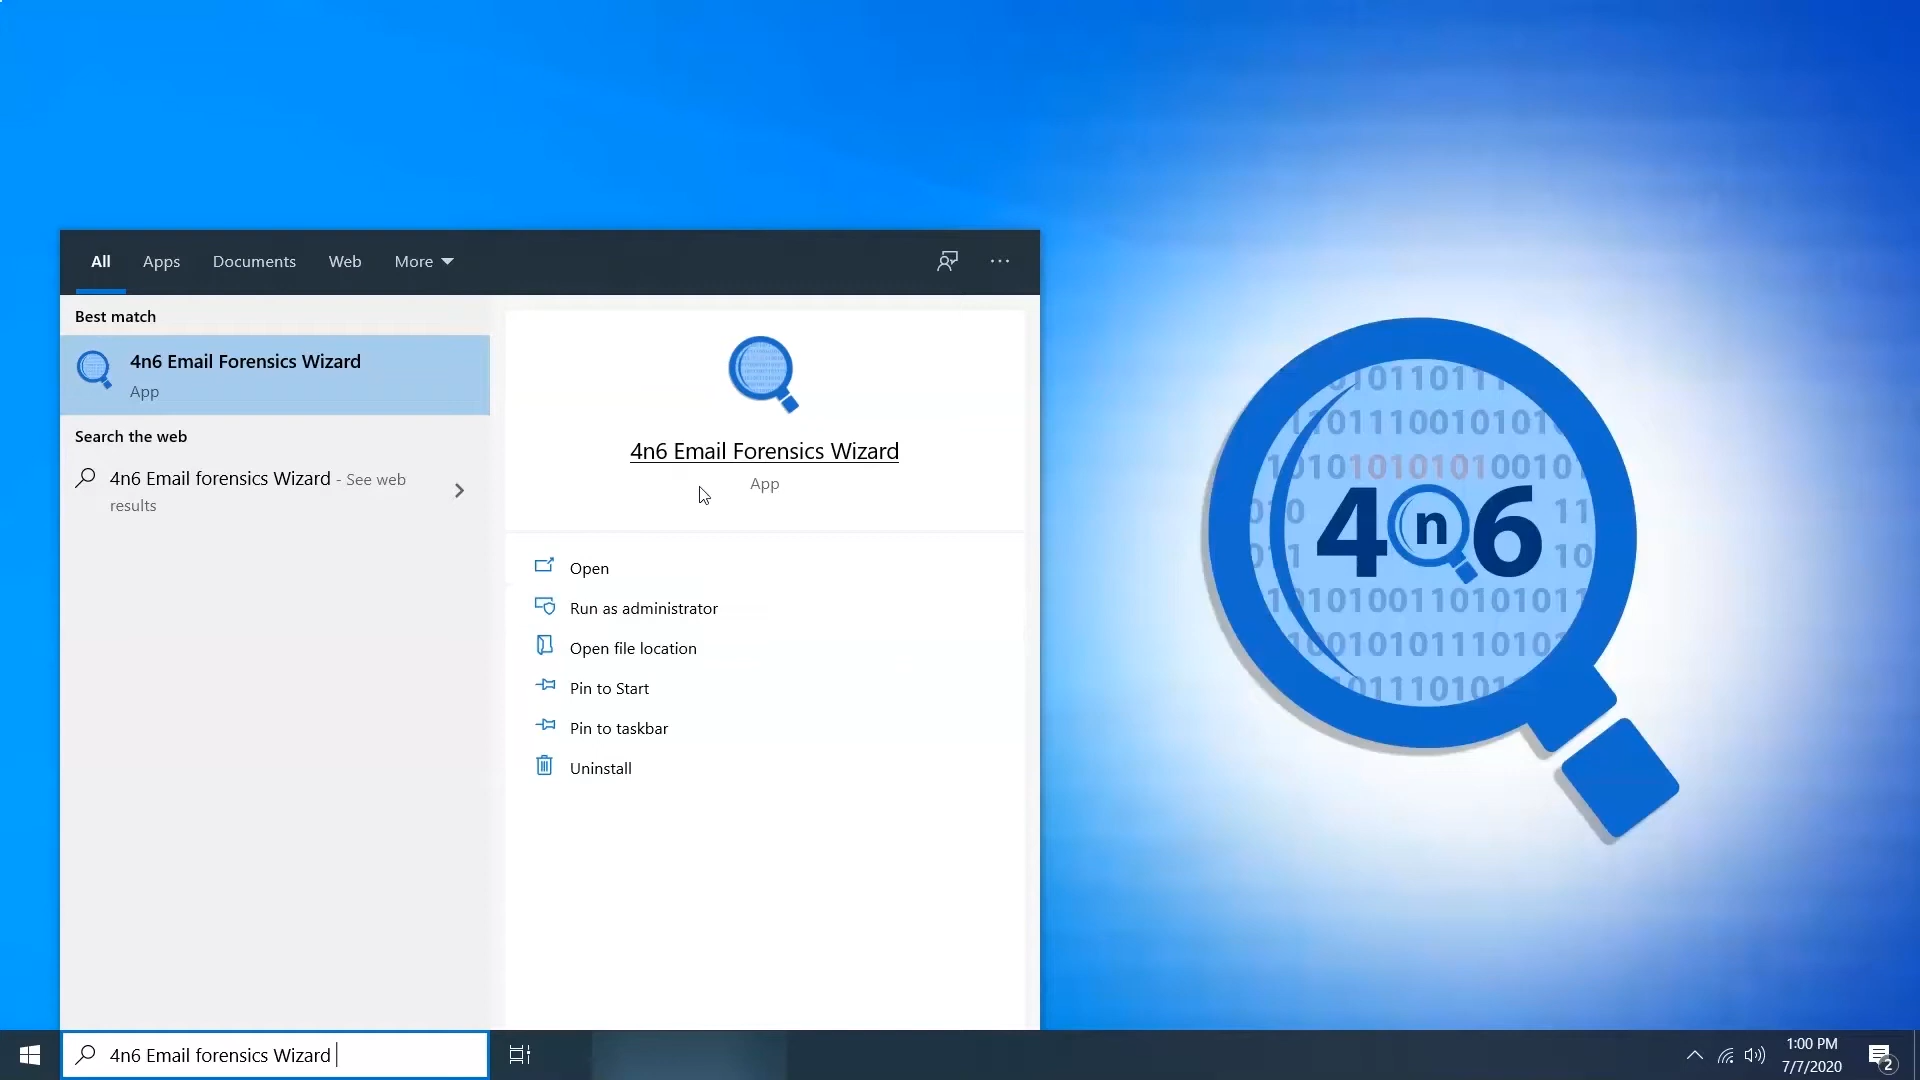 All Apps Documents Web More
Best match
4n6 Email Forensics Wizard
App
Search the web
4n6 Email forensics Wizard - See web
results
4n6 Email Forensics Wizard
App
Open
Run as administrator
Open file location
Pin to Start
Pin to taskbar
Uninstall
4n6
4n6 Email forensics Wizard
1:00 PM
7/7/2020
2